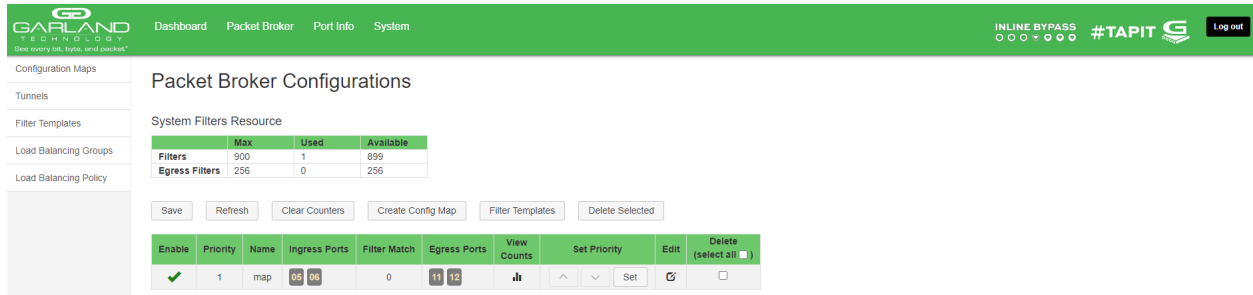 GARLAND
TECHNOLOGY
See every bit, byte, and packet®
Dashboard Packet Broker Port Info System
INLINE BYPASS
#TAPIT
Log out
Configuration Maps
Tunnels
Filter Templates
Load Balancing Groups
Load Balancing Policy
Packet Broker Configurations
System Filters Resource
Max Used Available
Filters 900 1 899
Egress Filters 256 0 256
Save Refresh Clear Counters Create Config Map Filter Templates Delete Selected
Enable Priority Name Ingress Ports Filter Match Egress Ports View Counts Set Priority Edit Delete (select all )
1 map 05 06 0 11 12 Set